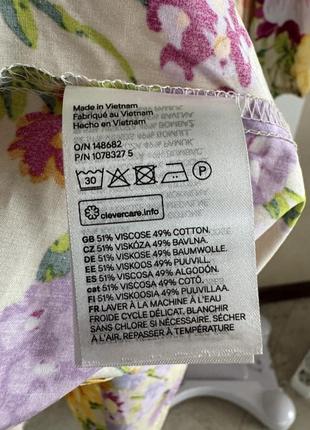 Made in Vietnam
Fabriqué au Vietnam
Hecho en Vietnam
O/N 148682
P/N 1078327 5
30
P
clevercare.info
GB 51% VISCOSE 49% COTTON.
CZ 51% VISKÓZA 49% BAVLNA.
DE 51% VISKOSE 49% BAUMWOLLE.
EE 51% VISKOOS 49% PUUVILL.
ES 51% VISCOSA 49% ALGODÓN.
cat 51% VISCOSA 49% COTÓ.
FI 51% VISKOOSIA 49% PUUVILLAA.
FR LAVER À LA MACHINE À L'EAU
FROIDE CYCLE DÉLICAT, BLANCHIR
SANS CHLORE SI NÉCESSAIRE, SÉCHER
À L'AIR, REPASSER À TEMPÉRATURE